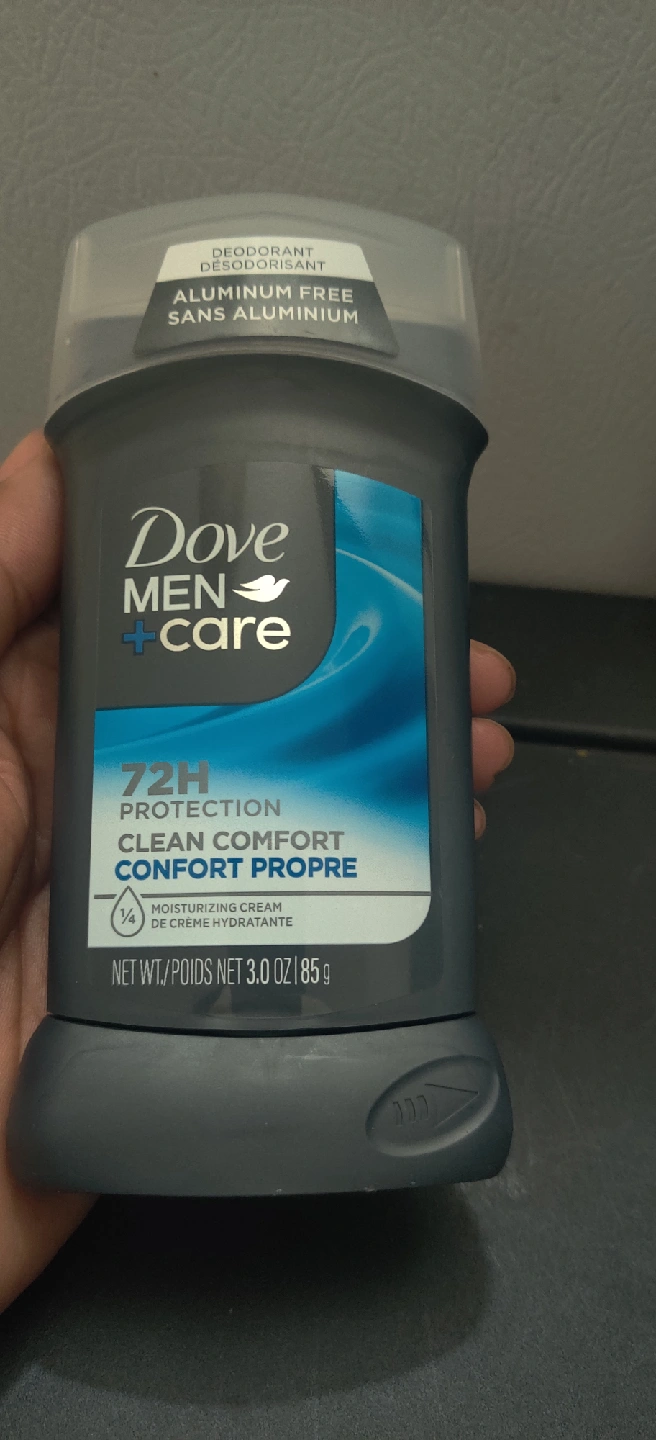 DEODORANT
DÉSODORISANT
ALUMINUM FREE
SANS ALUMINIUM
Dove
MEN
+care
72H
PROTECTION
CLEAN COMFORT
CONFORT PROPRE
1/4 MOISTURIZING CREAM
DE CRÈME HYDRATANTE
NET WT./POIDS NET 3.0 OZ|85 g